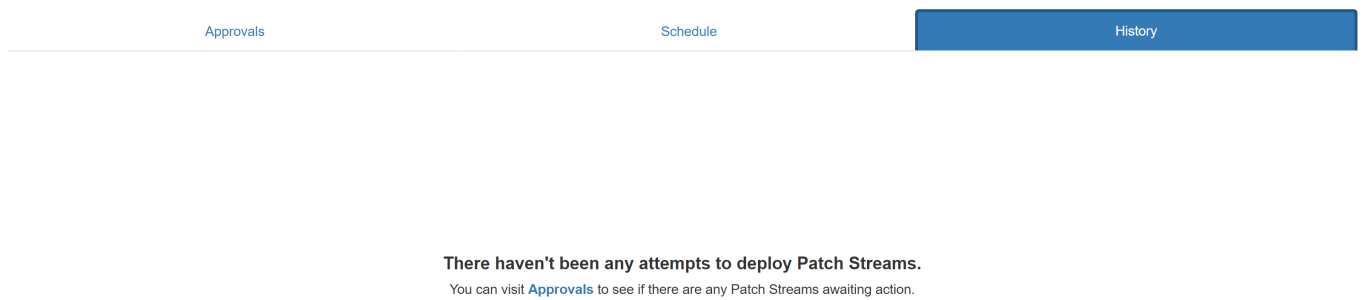 Approvals Schedule History
There haven't been any attempts to deploy Patch Streams.
You can visit Approvals to see if there are any Patch Streams awaiting action.